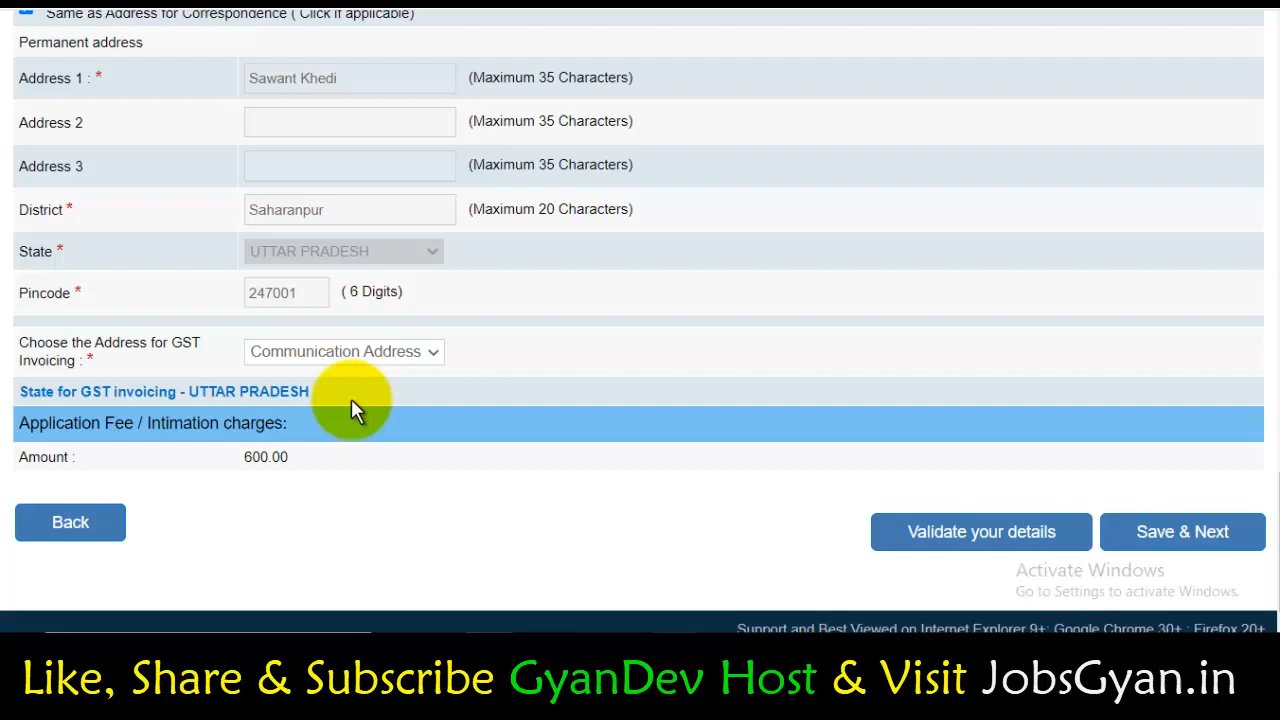 Same as Address for Correspondence ( Click if applicable)
Permanent address
Address 1 : * Sawant Khedi (Maximum 35 Characters)
Address 2 (Maximum 35 Characters)
Address 3 (Maximum 35 Characters)
District * Saharanpur (Maximum 20 Characters)
State * UTTAR PRADESH
Pincode * 247001 ( 6 Digits)
Choose the Address for GST
Invoicing : * Communication Address
State for GST invoicing - UTTAR PRADESH
Application Fee / Intimation charges:
Amount : 600.00
Back
Validate your details Save & Next
Activate Windows
Go to Settings to activate Windows.
Support and Best Viewed on Internet Explorer 9+; Google Chrome 30+ ; Firefox 20+
Like, Share & Subscribe GyanDev Host & Visit JobsGyan.in